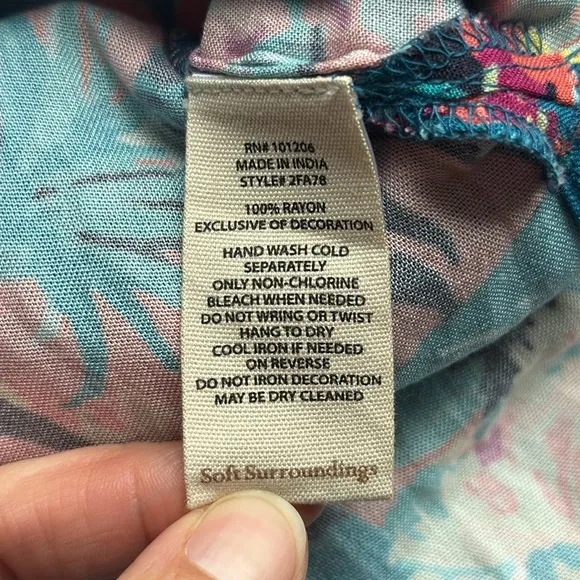 RN# 101206
MADE IN INDIA
STYLE# 2FA78
100% RAYON
EXCLUSIVE OF DECORATION
HAND WASH COLD
SEPARATELY
ONLY NON-CHLORINE
BLEACH WHEN NEEDED
DO NOT WRING OR TWIST
HANG TO DRY
COOL IRON IF NEEDED
ON REVERSE
DO NOT IRON DECORATION
MAY BE DRY CLEANED
Soft Surroundings